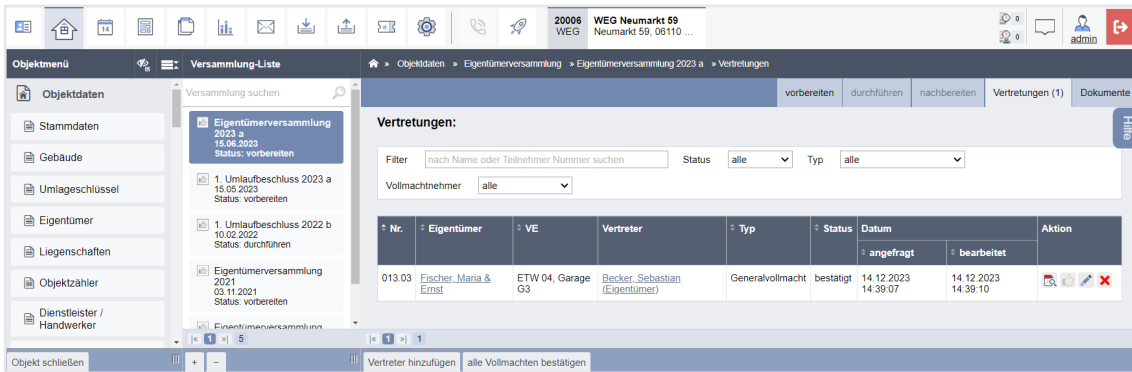 14
20006 WEG Neumarkt 59
WEG Neumarkt 59, 06110 ...
0
0
admin
Objektmenü
Versammlung-Liste
» Objektdaten » Eigentümerversammlung » Eigentümerversammlung 2023 a » Vertretungen
Objektdaten
Stammdaten
Gebäude
Umlageschlüssel
Eigentümer
Liegenschaften
Objektzähler
Dienstleister /
Handwerker
Objekt schließen
Versammlung suchen
Eigentümerversammlung
2023 a
15.06.2023
Status: vorbereiten
1. Umlaufbeschluss 2023 a
15.05.2023
Status: vorbereiten
1. Umlaufbeschluss 2022 b
10.02.2022
Status: durchführen
Eigentümerversammlung
2021
03.11.2021
Status: vorbereiten
Eigentümerversammlung
|« 1 »| 5
+ −
vorbereiten durchführen nachbereiten Vertretungen (1) Dokumente
Hilfe
Vertretungen:
Filter nach Name oder Teilnehmer Nummer suchen Status alle Typ alle
Vollmachtnehmer alle
Nr. Eigentümer VE Vertreter Typ Status Datum Aktion
angefragt bearbeitet
013.03 Fischer, Maria & ETW 04, Garage Becker, Sebastian Generalvollmacht bestätigt 14.12.2023 14.12.2023
Ernst G3 (Eigentümer) 14:39:07 14:39:10
|« 1 »| 1
Vertreter hinzufügen alle Vollmachten bestätigen